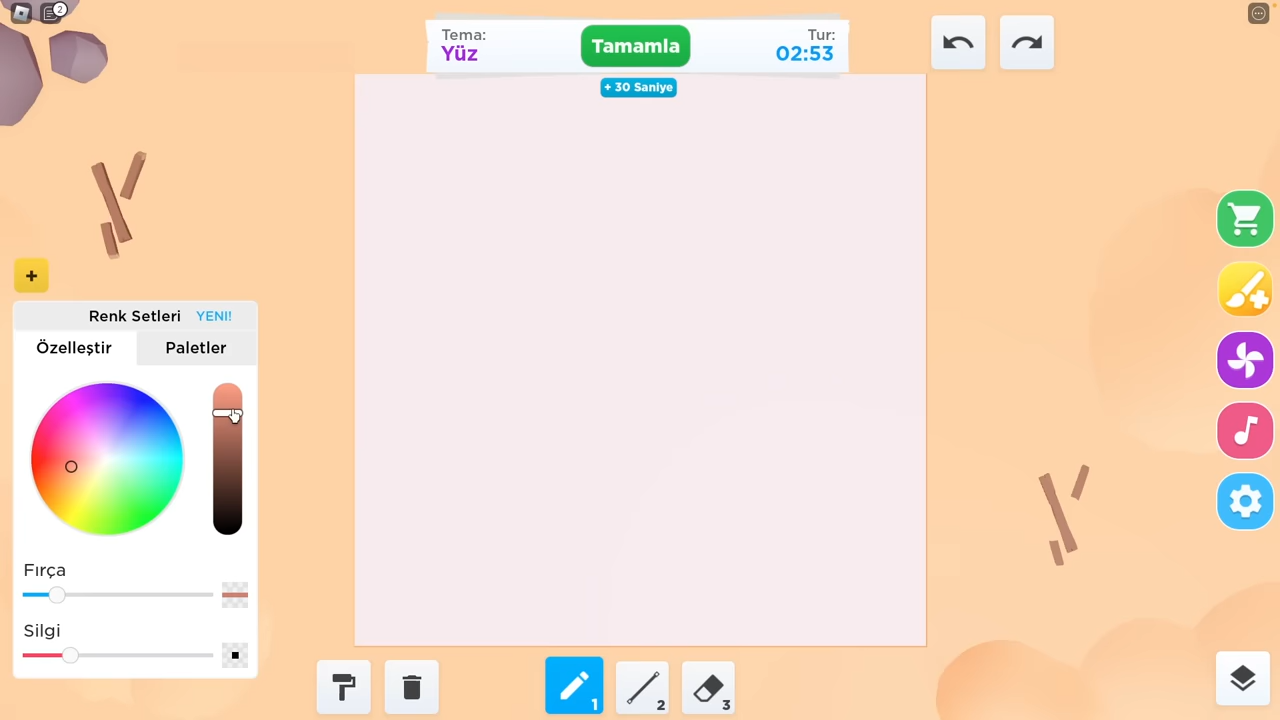 2
Tema:
Yüz
Tamamla
Tur:
02:53
+ 30 Saniye
+
Renk Setleri YENİ!
Özelleştir Paletler
Fırça
Silgi
1
2
3